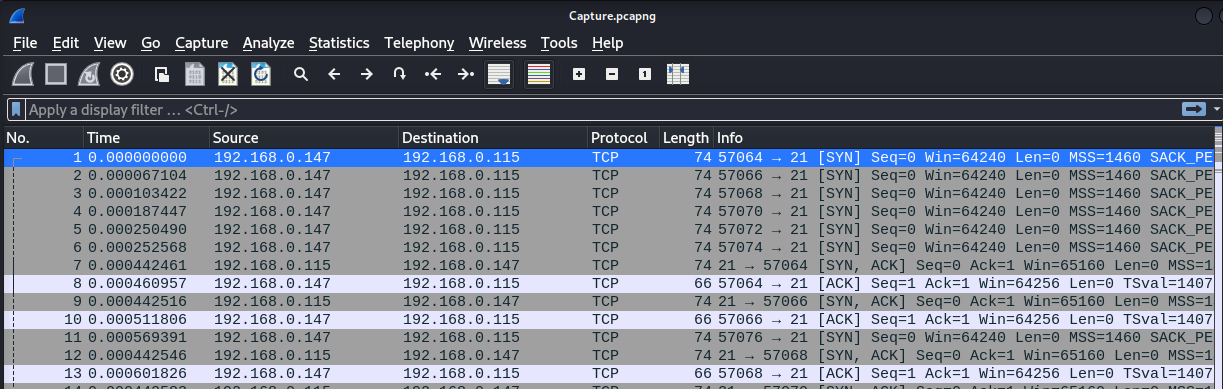 Capture.pcapng
File Edit View Go Capture Analyze Statistics Telephony Wireless Tools Help
Apply a display filter … <Ctrl-/>
No. Time Source Destination Protocol Length Info
1 0.000000000 192.168.0.147 192.168.0.115 TCP 74 57064 → 21 [SYN] Seq=0 Win=64240 Len=0 MSS=1460 SACK_PE
2 0.000067104 192.168.0.147 192.168.0.115 TCP 74 57066 → 21 [SYN] Seq=0 Win=64240 Len=0 MSS=1460 SACK_PE
3 0.000103422 192.168.0.147 192.168.0.115 TCP 74 57068 → 21 [SYN] Seq=0 Win=64240 Len=0 MSS=1460 SACK_PE
4 0.000187447 192.168.0.147 192.168.0.115 TCP 74 57070 → 21 [SYN] Seq=0 Win=64240 Len=0 MSS=1460 SACK_PE
5 0.000250490 192.168.0.147 192.168.0.115 TCP 74 57072 → 21 [SYN] Seq=0 Win=64240 Len=0 MSS=1460 SACK_PE
6 0.000252568 192.168.0.147 192.168.0.115 TCP 74 57074 → 21 [SYN] Seq=0 Win=64240 Len=0 MSS=1460 SACK_PE
7 0.000442461 192.168.0.115 192.168.0.147 TCP 74 21 → 57064 [SYN, ACK] Seq=0 Ack=1 Win=65160 Len=0 MSS=1
8 0.000460957 192.168.0.147 192.168.0.115 TCP 66 57064 → 21 [ACK] Seq=1 Ack=1 Win=64256 Len=0 TSval=1407
9 0.000442516 192.168.0.115 192.168.0.147 TCP 74 21 → 57066 [SYN, ACK] Seq=0 Ack=1 Win=65160 Len=0 MSS=1
10 0.000511806 192.168.0.147 192.168.0.115 TCP 66 57066 → 21 [ACK] Seq=1 Ack=1 Win=64256 Len=0 TSval=1407
11 0.000569391 192.168.0.147 192.168.0.115 TCP 74 57076 → 21 [SYN] Seq=0 Win=64240 Len=0 MSS=1460 SACK_PE
12 0.000442546 192.168.0.115 192.168.0.147 TCP 74 21 → 57068 [SYN, ACK] Seq=0 Ack=1 Win=65160 Len=0 MSS=1
13 0.000601826 192.168.0.147 192.168.0.115 TCP 66 57068 → 21 [ACK] Seq=1 Ack=1 Win=64256 Len=0 TSval=1407